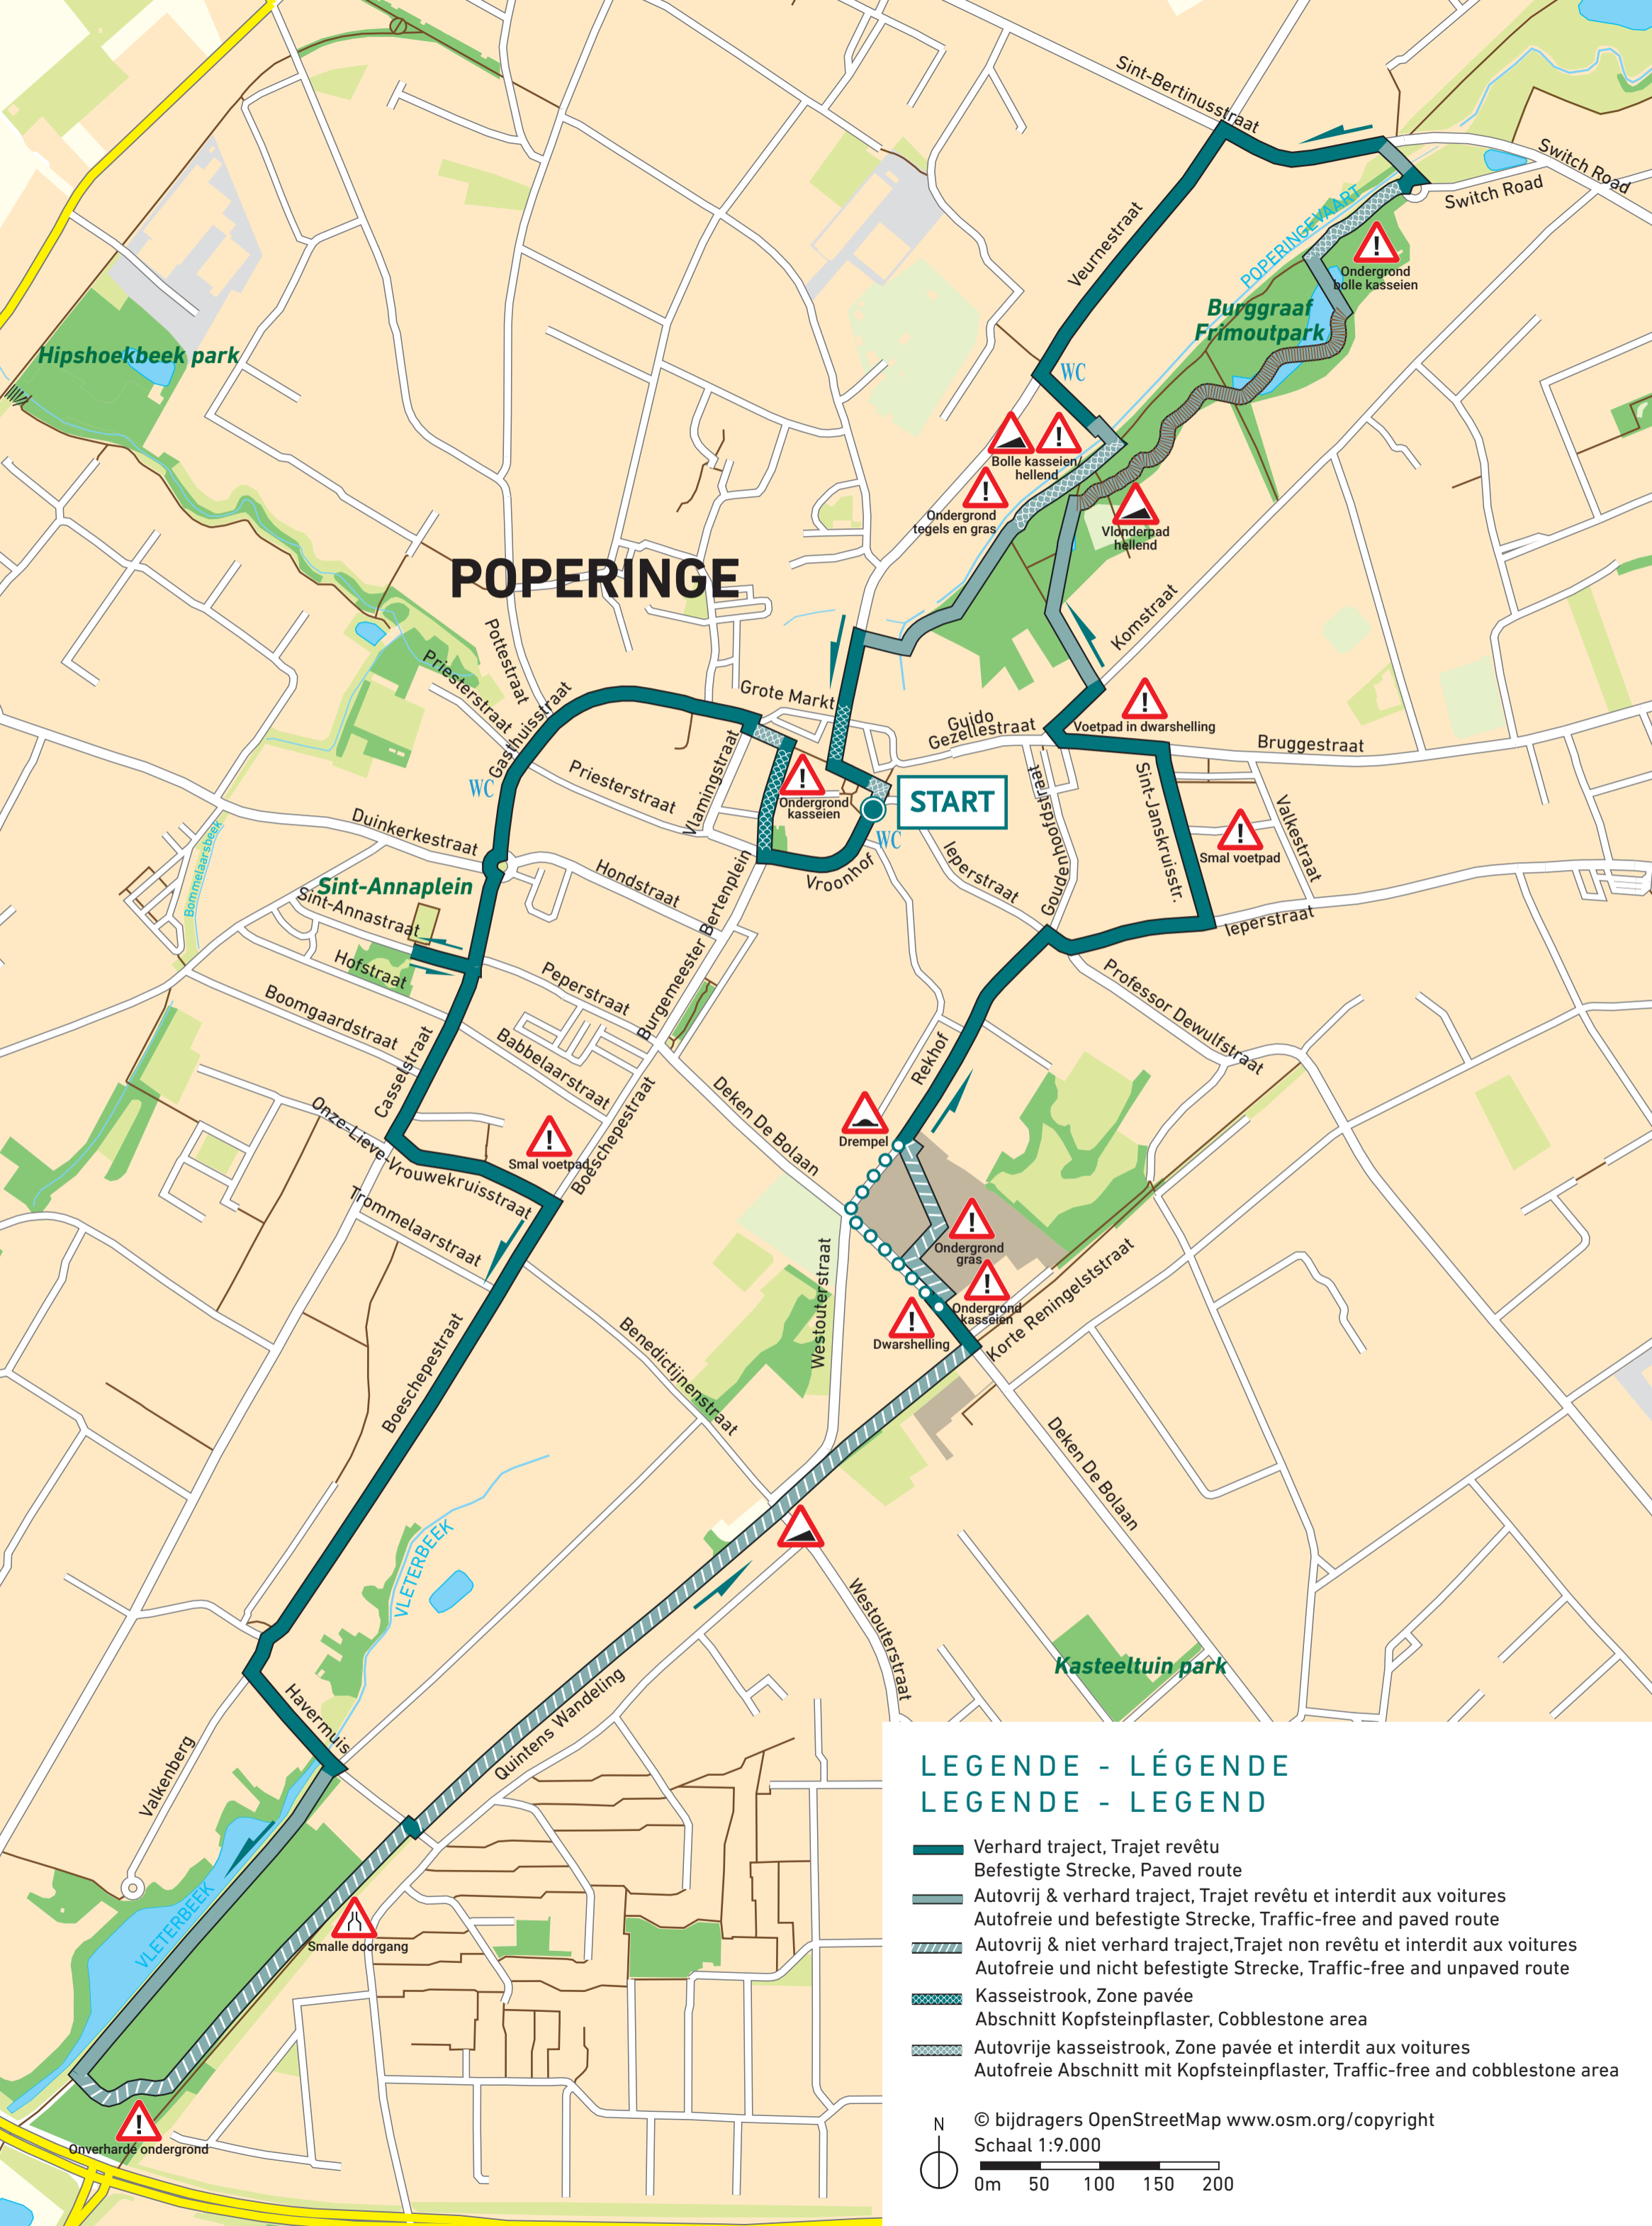 Sint-Bertinusstraat
Switch Road
Switch Road
POPERINGEVAART
Veurnestraat
Ondergrond
bolle kasseien
Burggraaf
Frimoutpark
Hipshoekbeek park
WC
Bolle kasseien/
hellend
Ondergrond
tegels en gras
Vlonderpad
hellend
POPERINGE
Komstraat
Pottestraat
Priesterstraat
Gasthuisstraat
Grote Markt
Guido
Gezellestraat
Voetpad in dwarshelling
Bruggestraat
WC
Priesterstraat
Vlamingstraat
Ondergrond
kasseien
START
WC
Goudenhoofdstraat
Sint-Janskruisstr.
Valkestraat
Smal voetpad
Duinkerkestraat
Bommelaarsbeek
Sint-Annaplein
Sint-Annastraat
Hofstraat
Hondstraat
Vroonhof
Ieperstraat
Ieperstraat
Burgemeester Bertenplein
Peperstraat
Boomgaardstraat
Babbelaarstraat
Casselstraat
Professor Dewulfstraat
Rekhof
Deken De Bolaan
Onze-Lieve-Vrouwekruisstraat
Smal voetpad
Boeschepestraat
Drempel
Trommelaarstraat
Westouterstraat
Ondergrond
gras
Ondergrond
kasseien
Dwarshelling
Korte Reningelststraat
Boeschepestraat
Benedictijnenstraat
Deken De Bolaan
VLETERBEEK
Westouterstraat
Kasteeltuin park
Havermuis
Quintens Wandeling
Valkenberg
VLETERBEEK
Smalle doorgang
Onverharde ondergrond
LEGENDE - LÉGENDE
LEGENDE - LEGEND
Verhard traject, Trajet revêtu
Befestigte Strecke, Paved route
Autovrij & verhard traject, Trajet revêtu et interdit aux voitures
Autofreie und befestigte Strecke, Traffic-free and paved route
Autovrij & niet verhard traject,Trajet non revêtu et interdit aux voitures
Autofreie und nicht befestigte Strecke, Traffic-free and unpaved route
Kasseistrook, Zone pavée
Abschnitt Kopfsteinpflaster, Cobblestone area
Autovrije kasseistrook, Zone pavée et interdit aux voitures
Autofreie Abschnitt mit Kopfsteinpflaster, Traffic-free and cobblestone area
N
© bijdragers OpenStreetMap www.osm.org/copyright
Schaal 1:9.000
0m 50 100 150 200